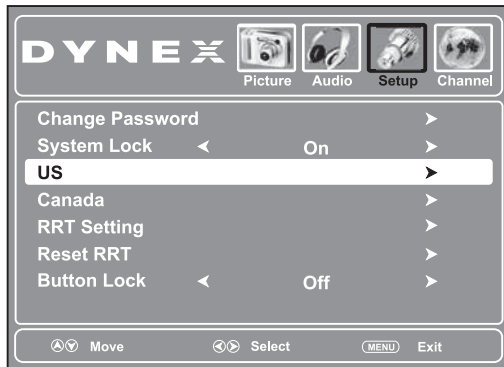 DYNEX
Picture Audio Setup Channel
Change Password
System Lock On
US
Canada
RRT Setting
Reset RRT
Button Lock Off
Move Select MENU Exit